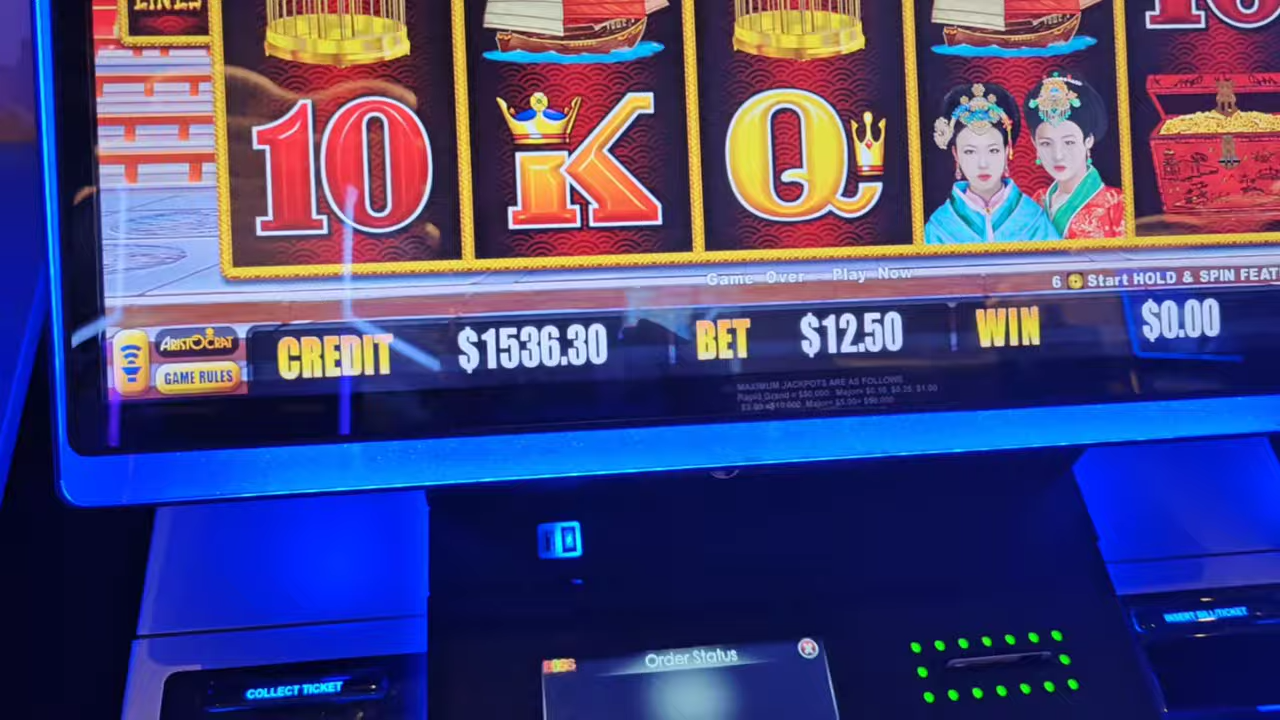 LINES
10
10
K
Q
Game Over - Play Now
6 Start HOLD & SPIN FEAT
ARISTOCRAT
GAME RULES
CREDIT $1536.30 BET $12.50 WIN $0.00
MAXIMUM JACKPOTS ARE AS FOLLOWS
COLLECT TICKET
Order Status
INSERT BILL/TICKET